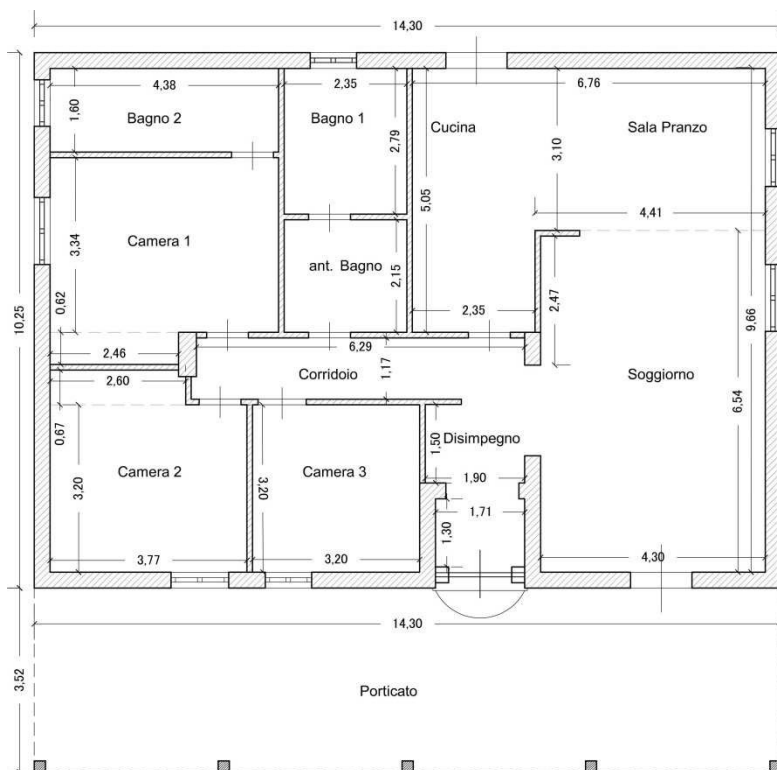 14,30
4,38
2,35
6,76
1,60
Bagno 2
Bagno 1
Cucina
Sala Pranzo
2,79
3,10
5,05
4,41
3,34
Camera 1
ant. Bagno
2,15
2,47
10,25
9,66
0,62
2,35
2,46
6,29
Corridoio
1,17
Soggiorno
6,54
2,60
0,67
1,50
Disimpegno
Camera 2
Camera 3
3,20
3,20
1,90
1,71
1,30
3,77
3,20
4,30
14,30
3,52
Porticato